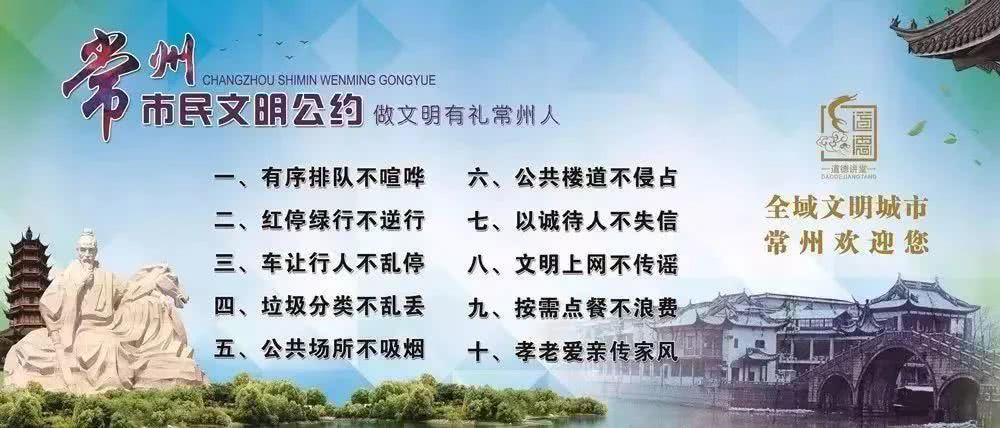 常州
CHANGZHOU SHIMIN WENMING GONGYUE
市民文明公约 做文明有礼常州人
一、有序排队不喧哗
二、红停绿行不逆行
三、车让行人不乱停
四、垃圾分类不乱丢
五、公共场所不吸烟
六、公共楼道不侵占
七、以诚待人不失信
八、文明上网不传谣
九、按需点餐不浪费
十、孝老爱亲传家风
道德
道德讲堂
DAODEJIANGTANG
全域文明城市
常州欢迎您